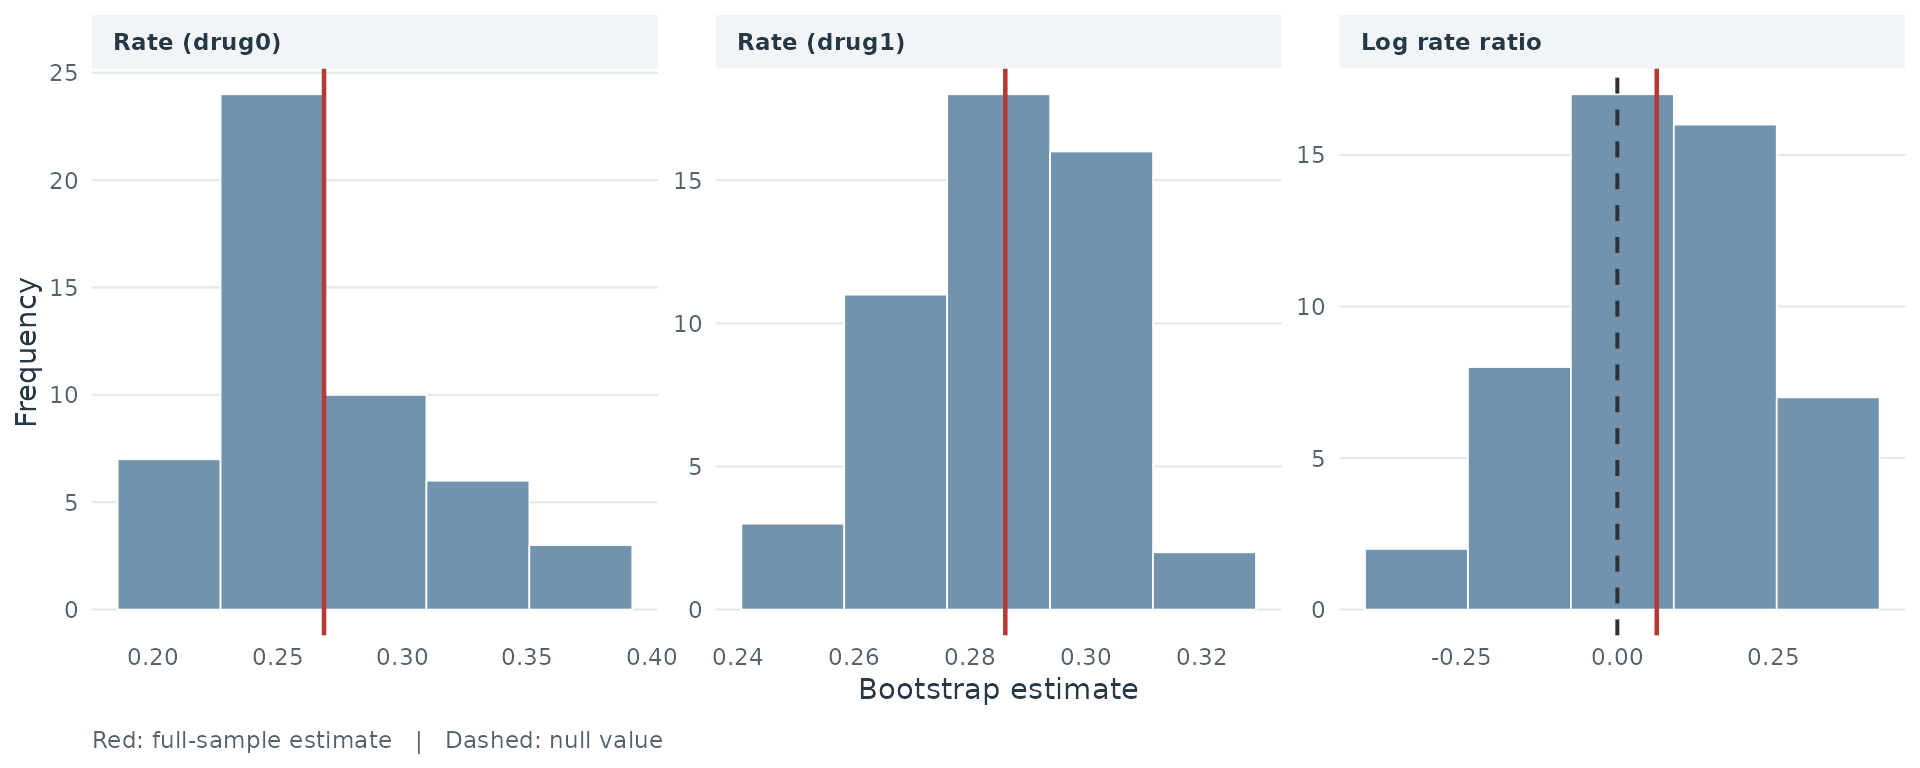 Rate (drug0)
Rate (drug1)
Log rate ratio
Frequency
25
20
15
10
5
0
15
10
5
0
15
10
5
0
0.20 0.25 0.30 0.35 0.40
0.24 0.26 0.28 0.30 0.32
-0.25 0.00 0.25
Bootstrap estimate
Red: full-sample estimate | Dashed: null value